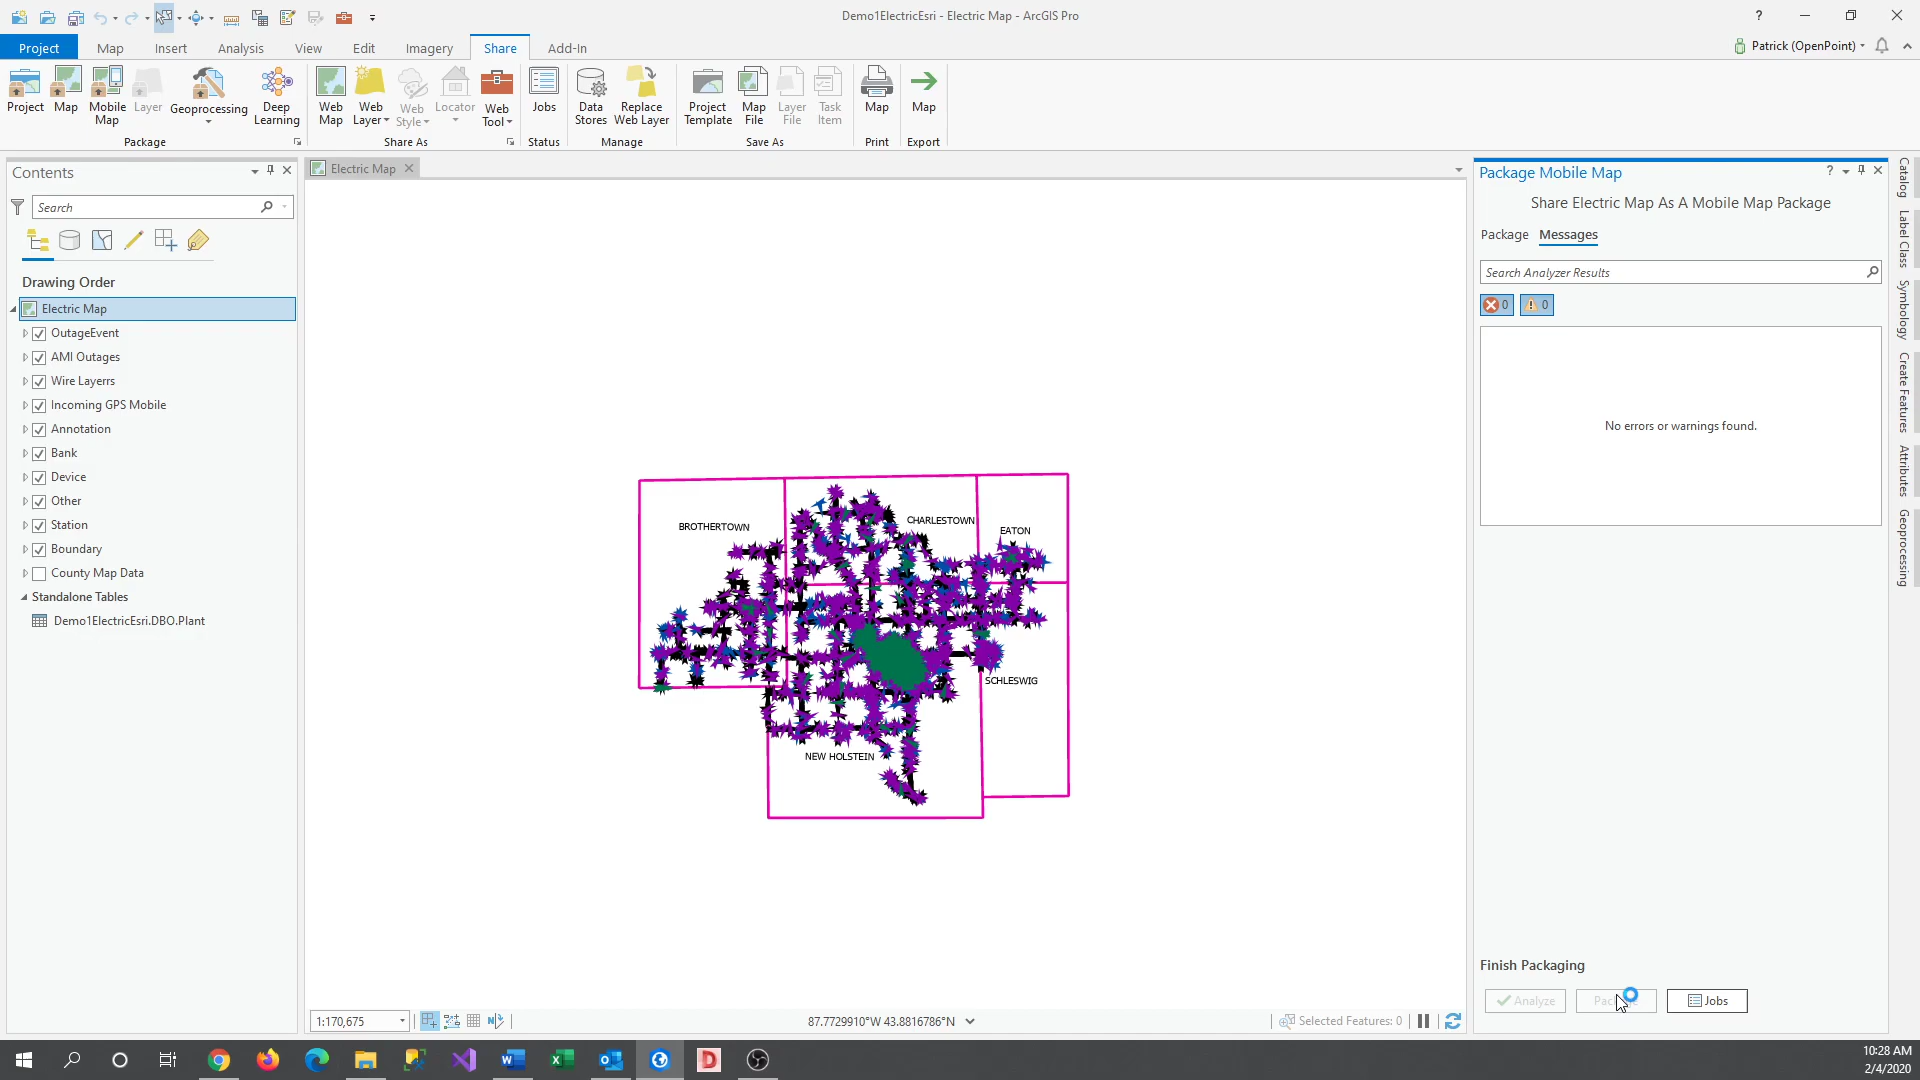 Demo1ElectricEsri - Electric Map - ArcGIS Pro
?
Project
Map
Insert
Analysis
View
Edit
Imagery
Share
Add-In
Patrick (OpenPoint)
Project
Map
Mobile
Map
Layer
Geoprocessing
Deep
Learning
Web
Map
Web
Layer
Web
Style
Locator
Web
Tool
Jobs
Data
Stores
Replace
Web Layer
Project
Template
Map
File
Layer
File
Task
Item
Map
Map
Package
Share As
Status
Manage
Save As
Print
Export
Contents
Search
Drawing Order
Electric Map
OutageEvent
AMI Outages
Wire Layerrs
Incoming GPS Mobile
Annotation
Bank
Device
Other
Station
Boundary
County Map Data
Standalone Tables
Demo1ElectricEsri.DBO.Plant
Electric Map
BROTHERTOWN
CHARLESTOWN
EATON
SCHLESWIG
NEW HOLSTEIN
1:170,675
87.7729910°W 43.8816786°N
Selected Features: 0
Package Mobile Map
?
Share Electric Map As A Mobile Map Package
Package
Messages
Search Analyzer Results
0
0
No errors or warnings found.
Finish Packaging
Analyze
Jobs
Catalog
Label Class
Symbology
Create Features
Attributes
Geoprocessing
10:28 AM
2/4/2020